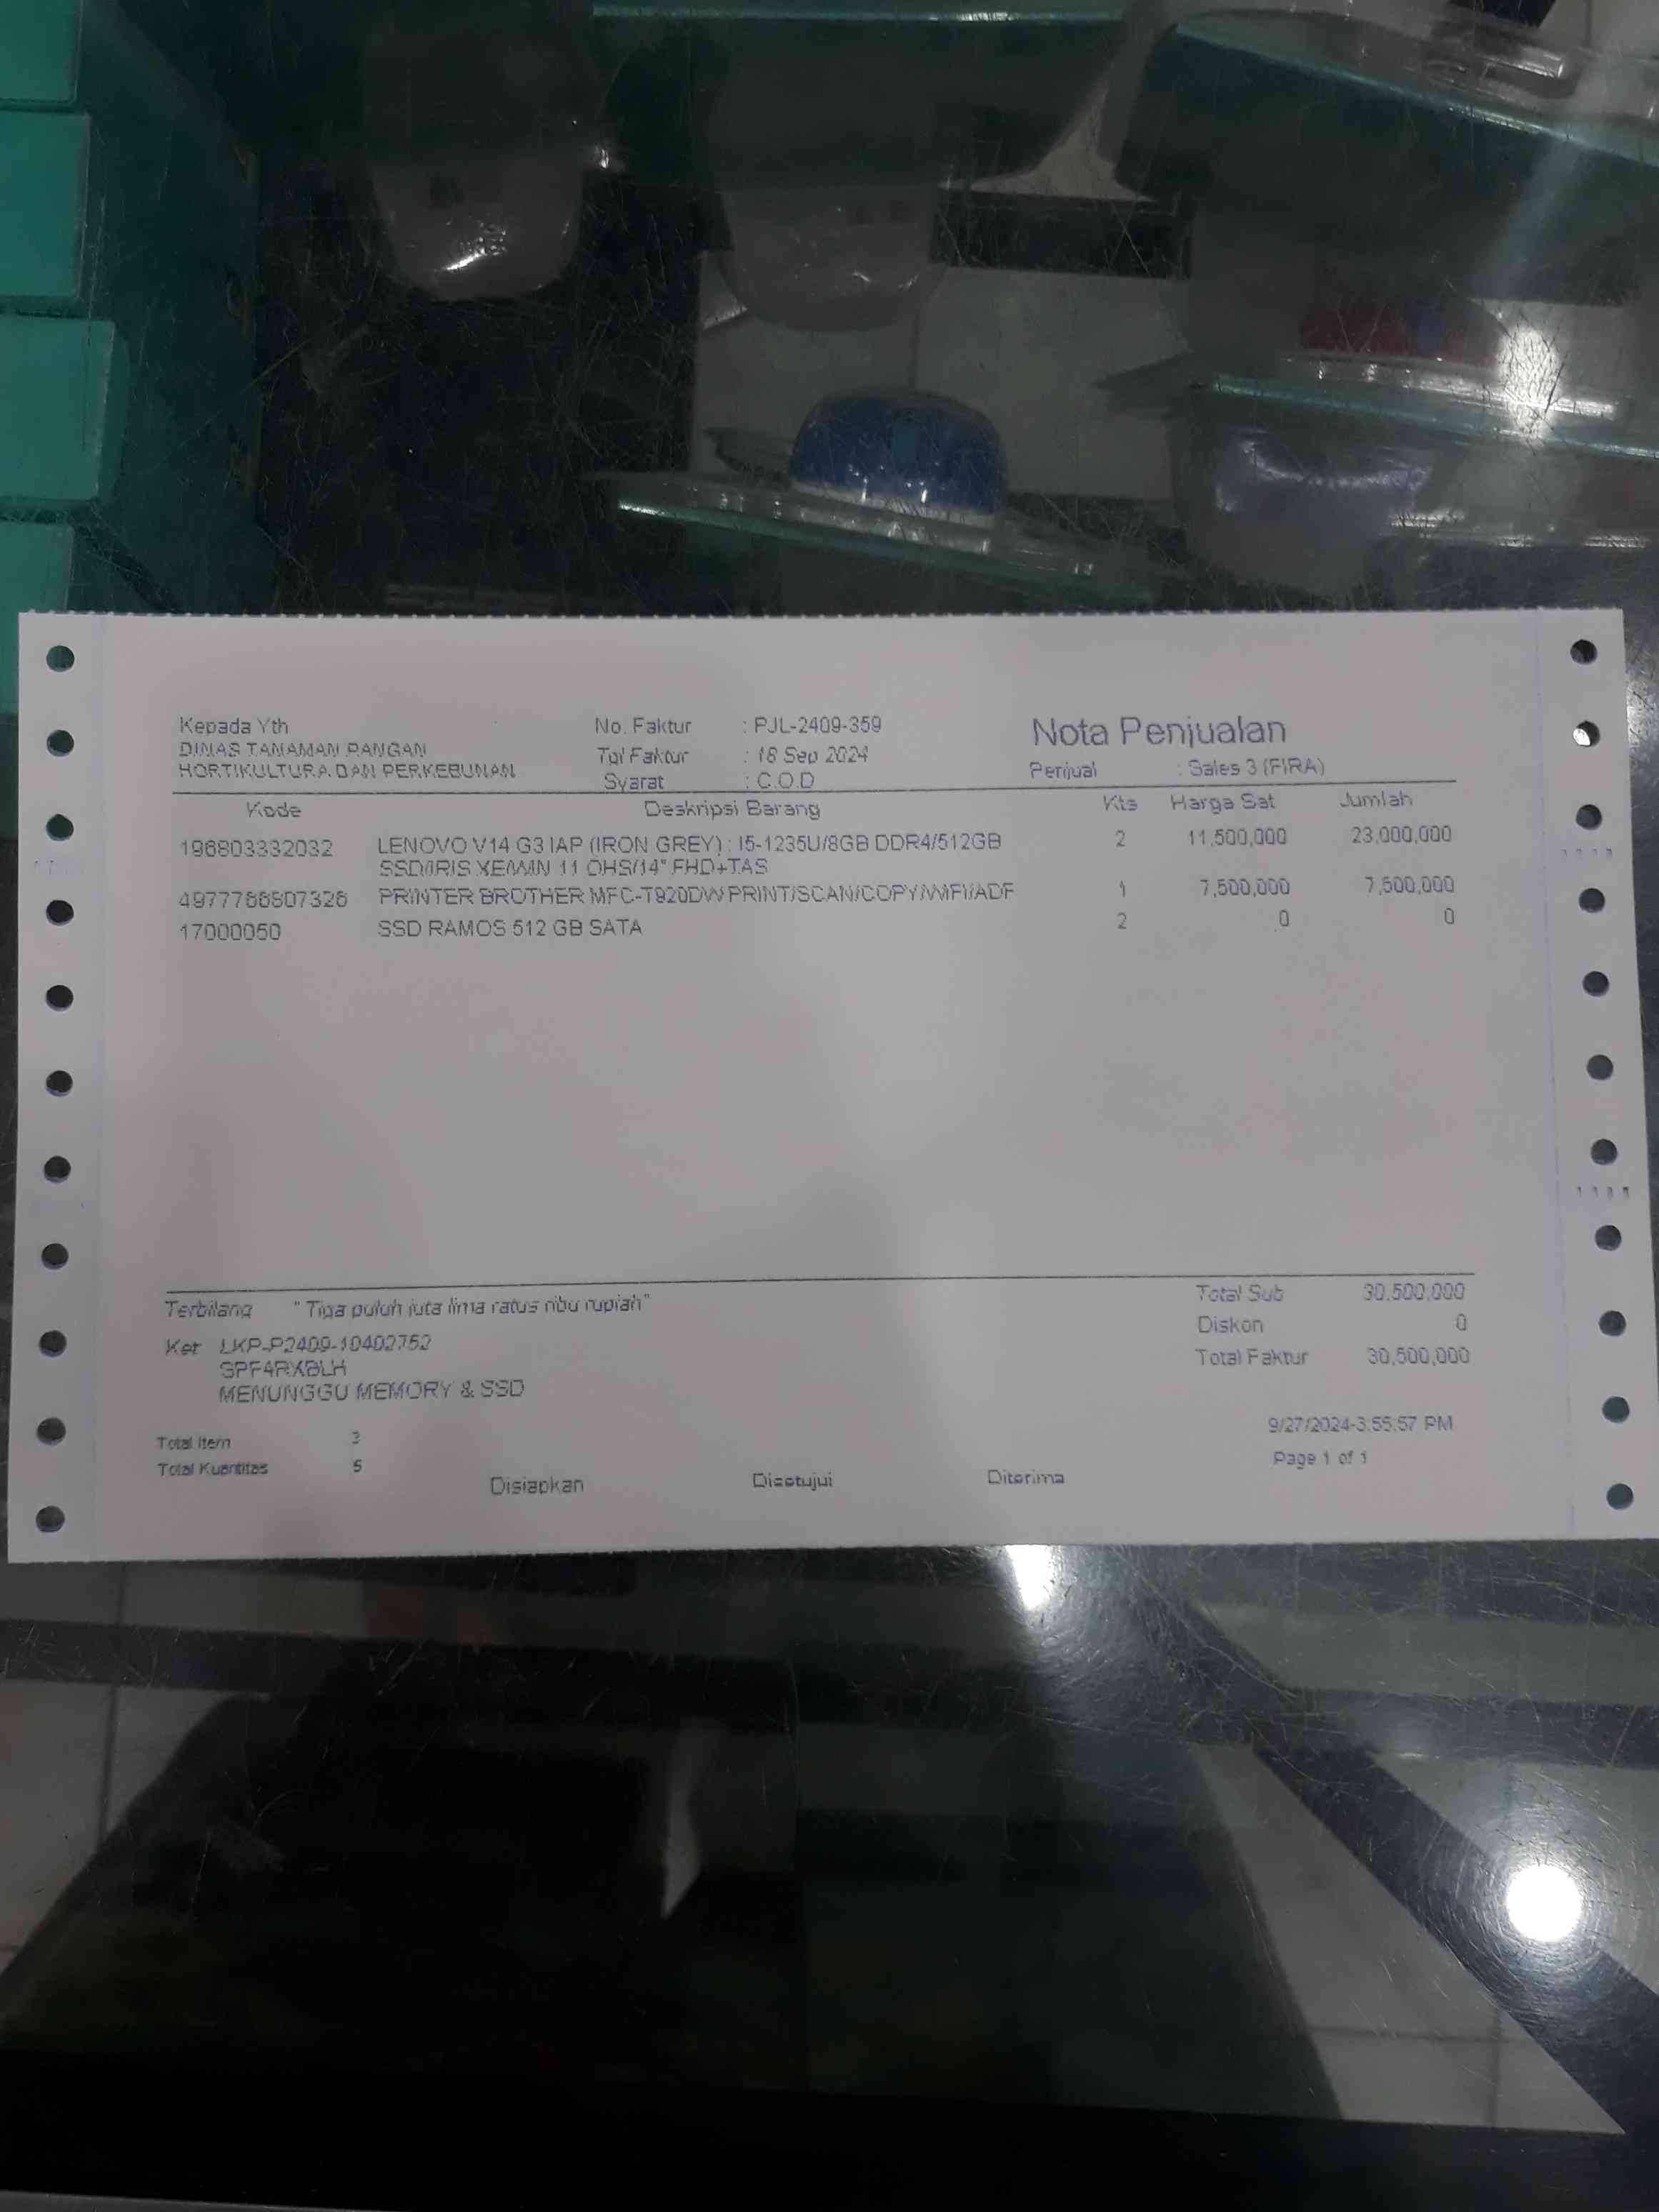 Kepada Yth
DINAS TANAMAN PANGAN
HORTIKULTURA DAN PERKEBUNAN
No. Faktur : PJL-2409-359
Tgl Faktur : 18 Sep 2024
Syarat : C.O.D
Nota Penjualan
Penjual : Sales 3 (FIRA)
Kode Deskripsi Barang Kts Harga Sat Jumlah
196803332032 LENOVO V14 G3 IAP (IRON GREY) : I5-1235U/8GB DDR4/512GB 2 11,500,000 23,000,000
SSD/IRIS XE/WIN 11 OHS/14" FHD+TAS
4977766807326 PRINTER BROTHER MFC-T920DW PRINT/SCAN/COPY/WIFI/ADF 1 7,500,000 7,500,000
17000050 SSD RAMOS 512 GB SATA 2 0 0
Terbilang " Tiga puluh juta lima ratus ribu rupiah"
Ket LKP-P2409-10402752
SPF4RXBLH
MENUNGGU MEMORY & SSD
Total Sub 30,500,000
Diskon 0
Total Faktur 30,500,000
Total Item 3
Total Kuantitas 5
Disiapkan Disetujui Diterima
9/27/2024-3:55:57 PM
Page 1 of 1